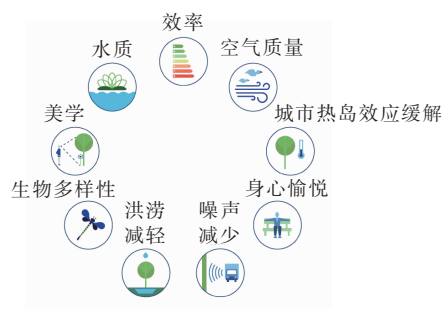 效率
水质
空气质量
美学
城市热岛效应缓解
生物多样性
身心愉悦
洪涝
减轻
噪声
减少